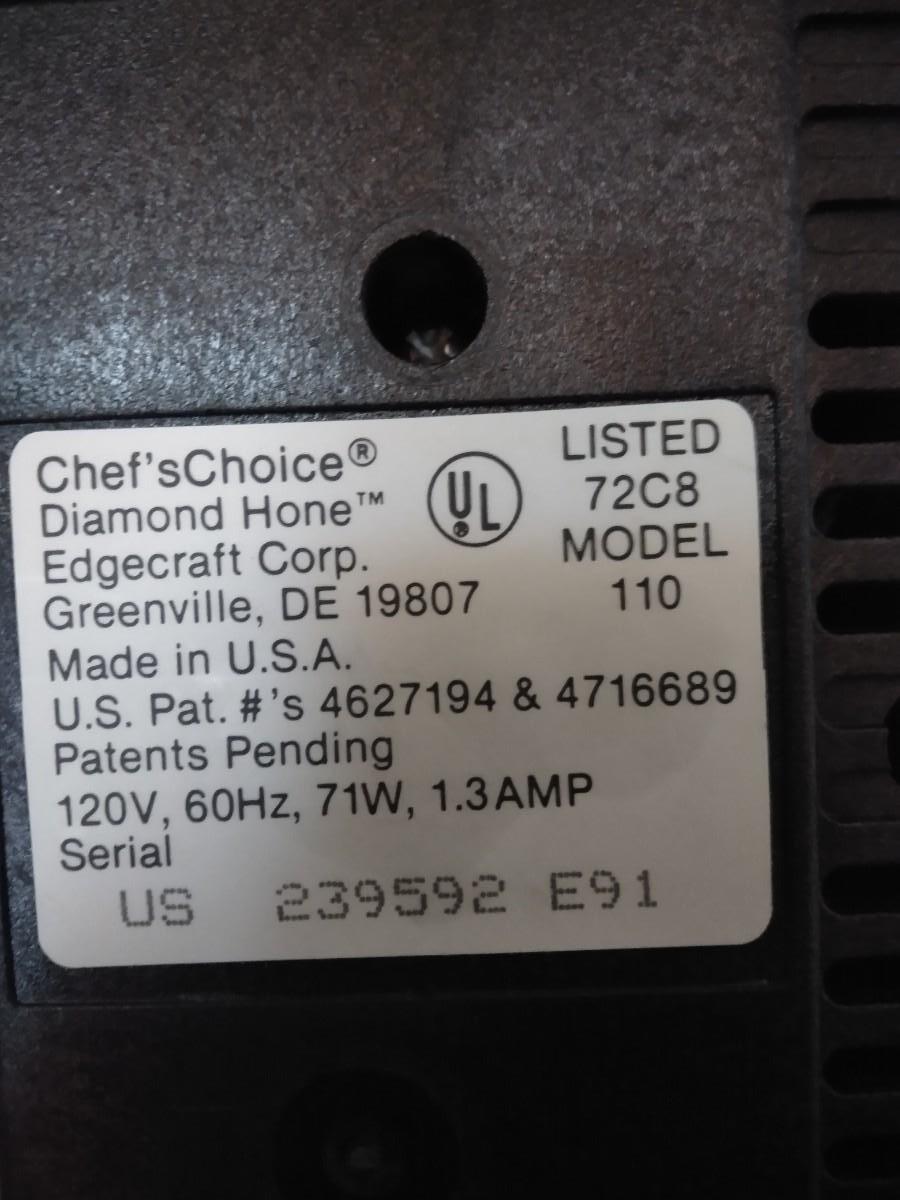 Chef'sChoice®
Diamond Hone™
Edgecraft Corp.
Greenville, DE 19807
UL
®
LISTED
72C8
MODEL
110
Made in U.S.A.
U.S. Pat. #'s 4627194 & 4716689
Patents Pending
120V, 60Hz, 71W, 1.3AMP
Serial
US 239592 E91